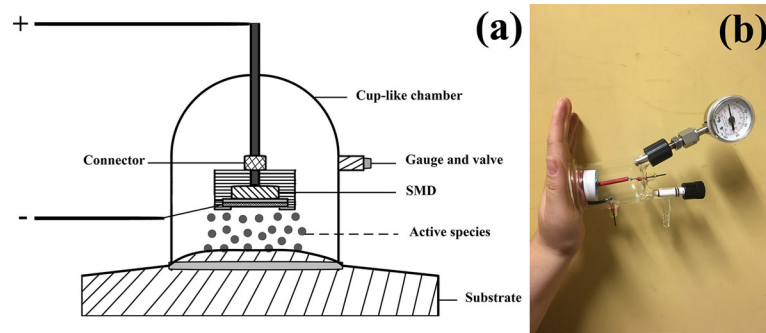 +
(a)
(b)
Cup-like chamber
Connector
Gauge and valve
SMD
-
Active species
Substrate